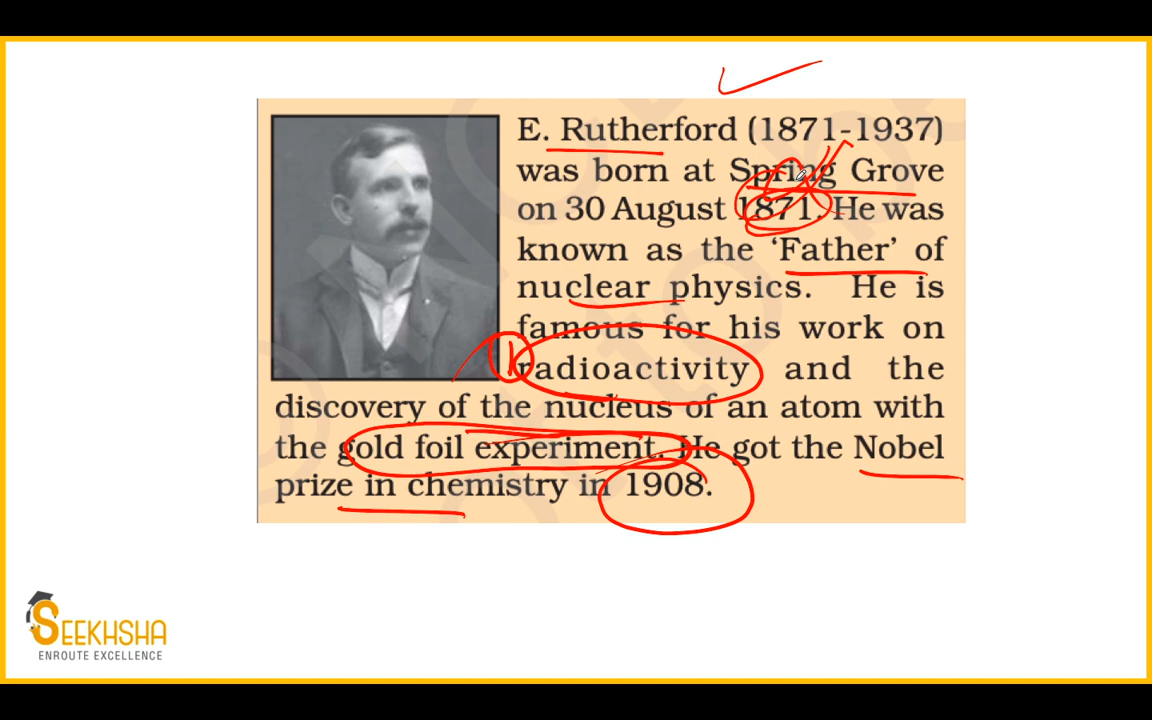 E. Rutherford (1871-1937)
was born at Spring Grove
on 30 August 1871. He was
known as the ‘Father’ of
nuclear physics. He is
famous for his work on
radioactivity and the
discovery of the nucleus of an atom with
the gold foil experiment. He got the Nobel
prize in chemistry in 1908.
1
SEEKHSHA
ENROUTE EXCELLENCE